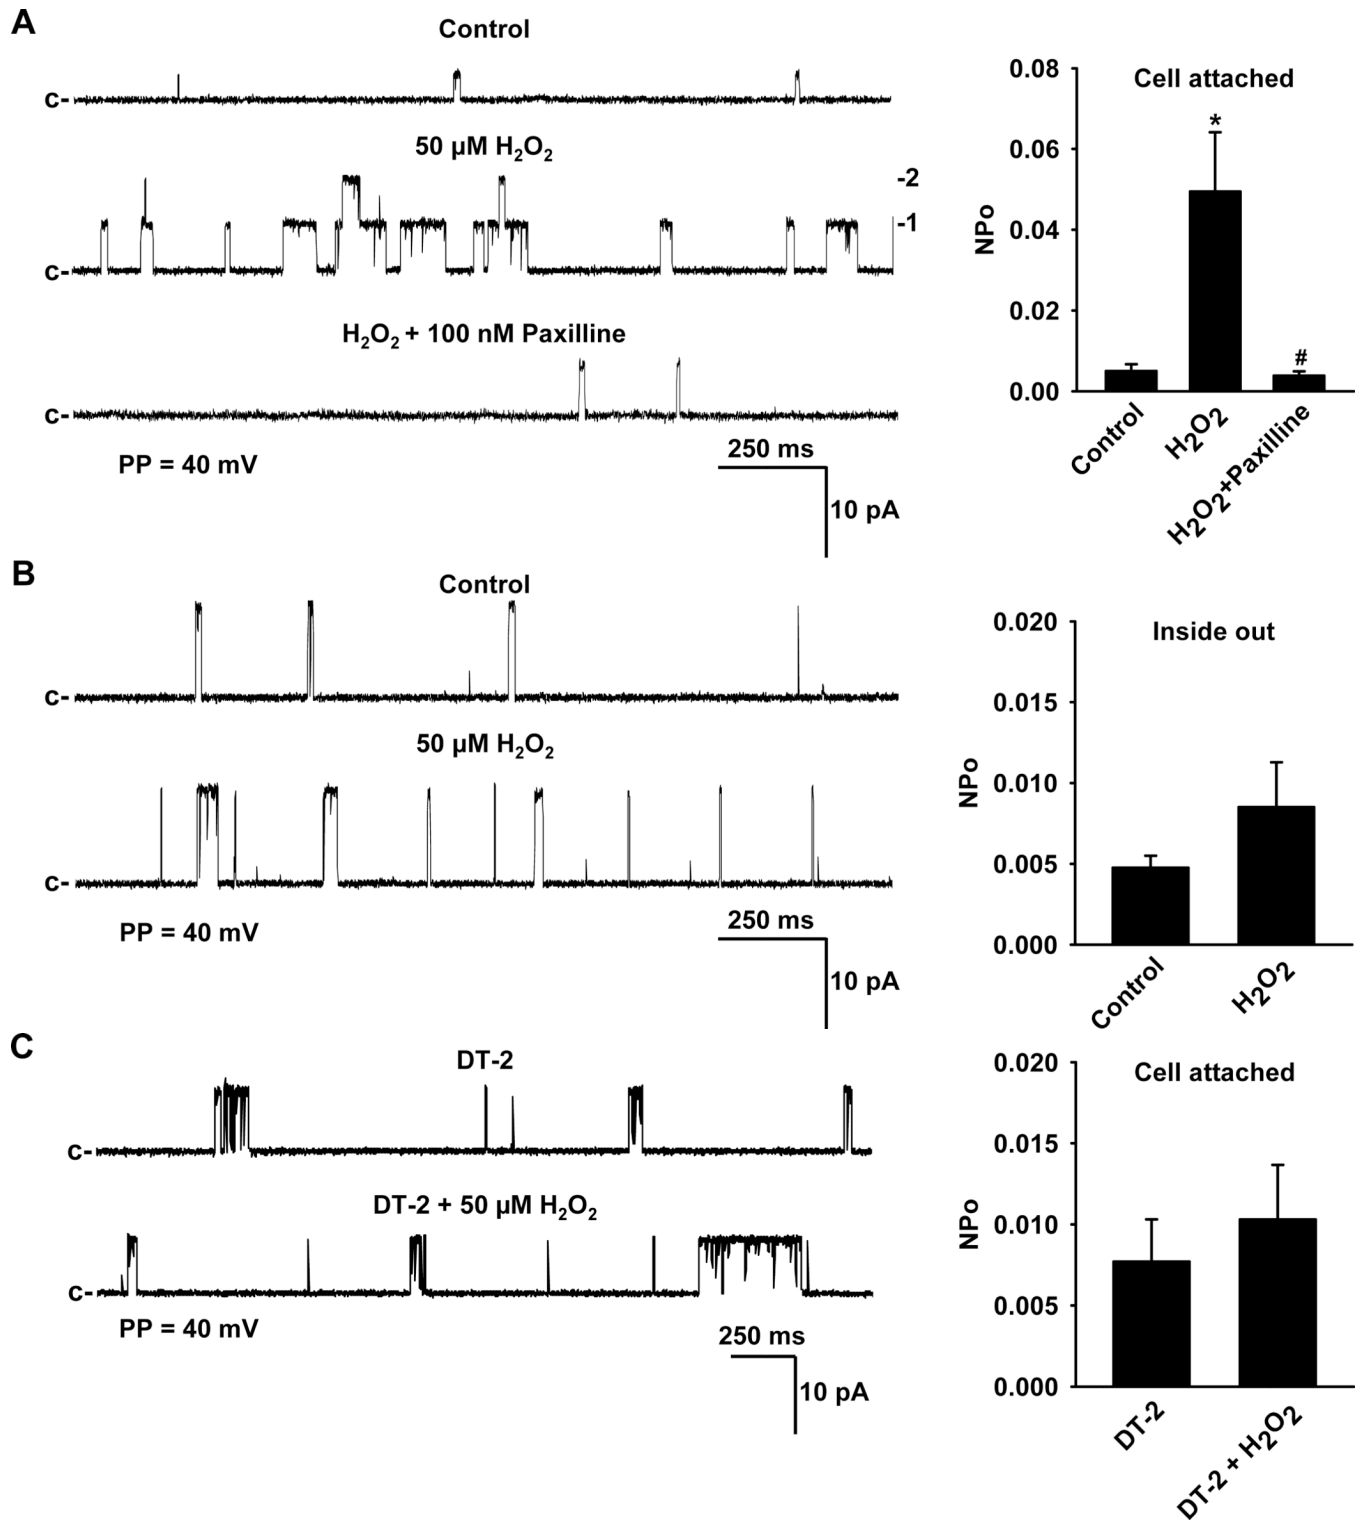 A
Control
c-
50 µM H₂O₂
-2
-1
c-
H₂O₂ + 100 nM Paxilline
c-
PP = 40 mV
250 ms
10 pA
0.08
Cell attached
*
0.06
NPo
0.04
0.02
#
0.00
Control
H₂O₂
H₂O₂+Paxilline
B
Control
c-
50 µM H₂O₂
c-
PP = 40 mV
250 ms
10 pA
0.020
Inside out
0.015
NPo
0.010
0.005
0.000
Control
H₂O₂
C
DT-2
c-
DT-2 + 50 µM H₂O₂
c-
PP = 40 mV
250 ms
10 pA
0.020
Cell attached
0.015
NPo
0.010
0.005
0.000
DT-2
DT-2 + H₂O₂